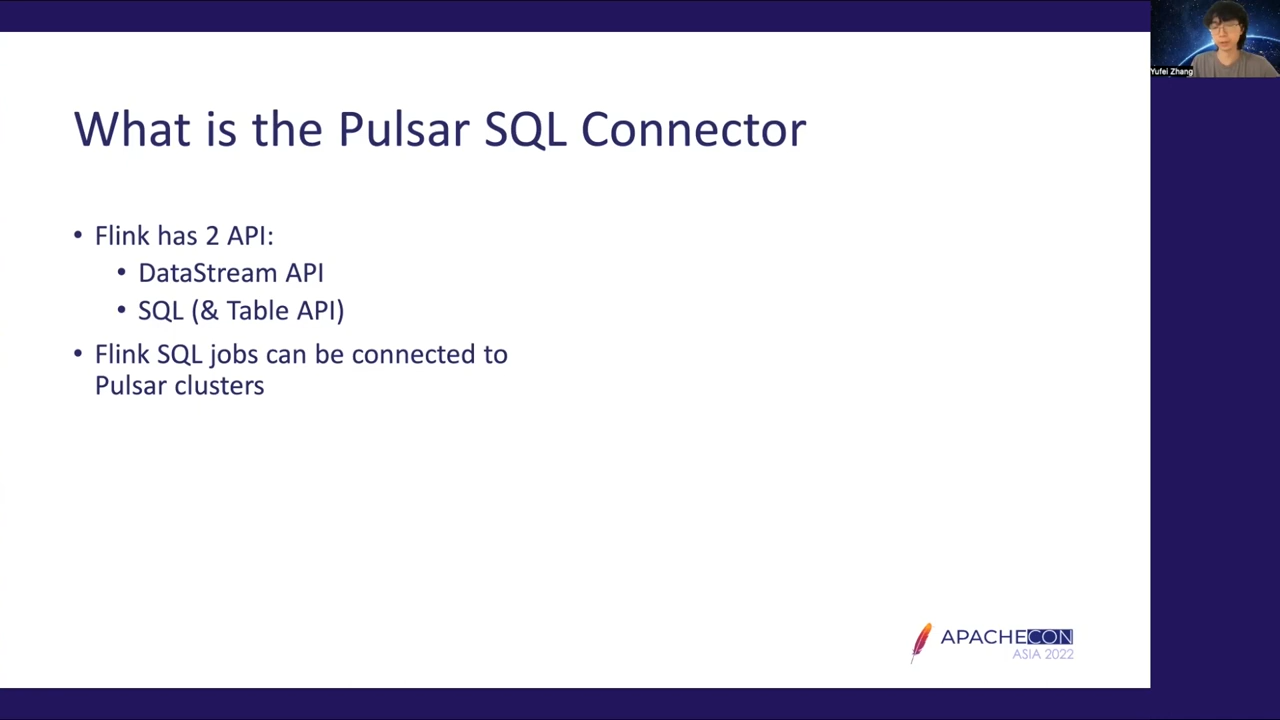 What is the Pulsar SQL Connector
• Flink has 2 API:
• DataStream API
• SQL (& Table API)
• Flink SQL jobs can be connected to
Pulsar clusters
APACHECON
ASIA 2022
Yufei Zhang